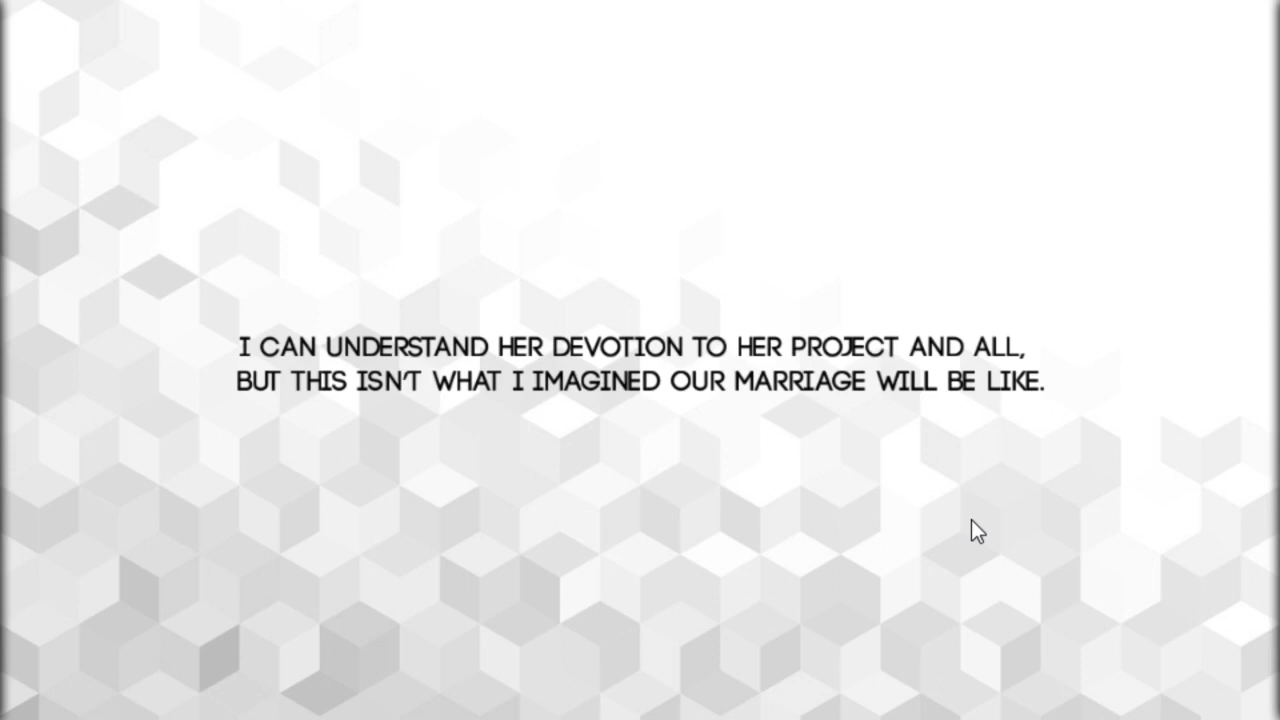 I CAN UNDERSTAND HER DEVOTION TO HER PROJECT AND ALL,
BUT THIS ISN'T WHAT I IMAGINED OUR MARRIAGE WILL BE LIKE.